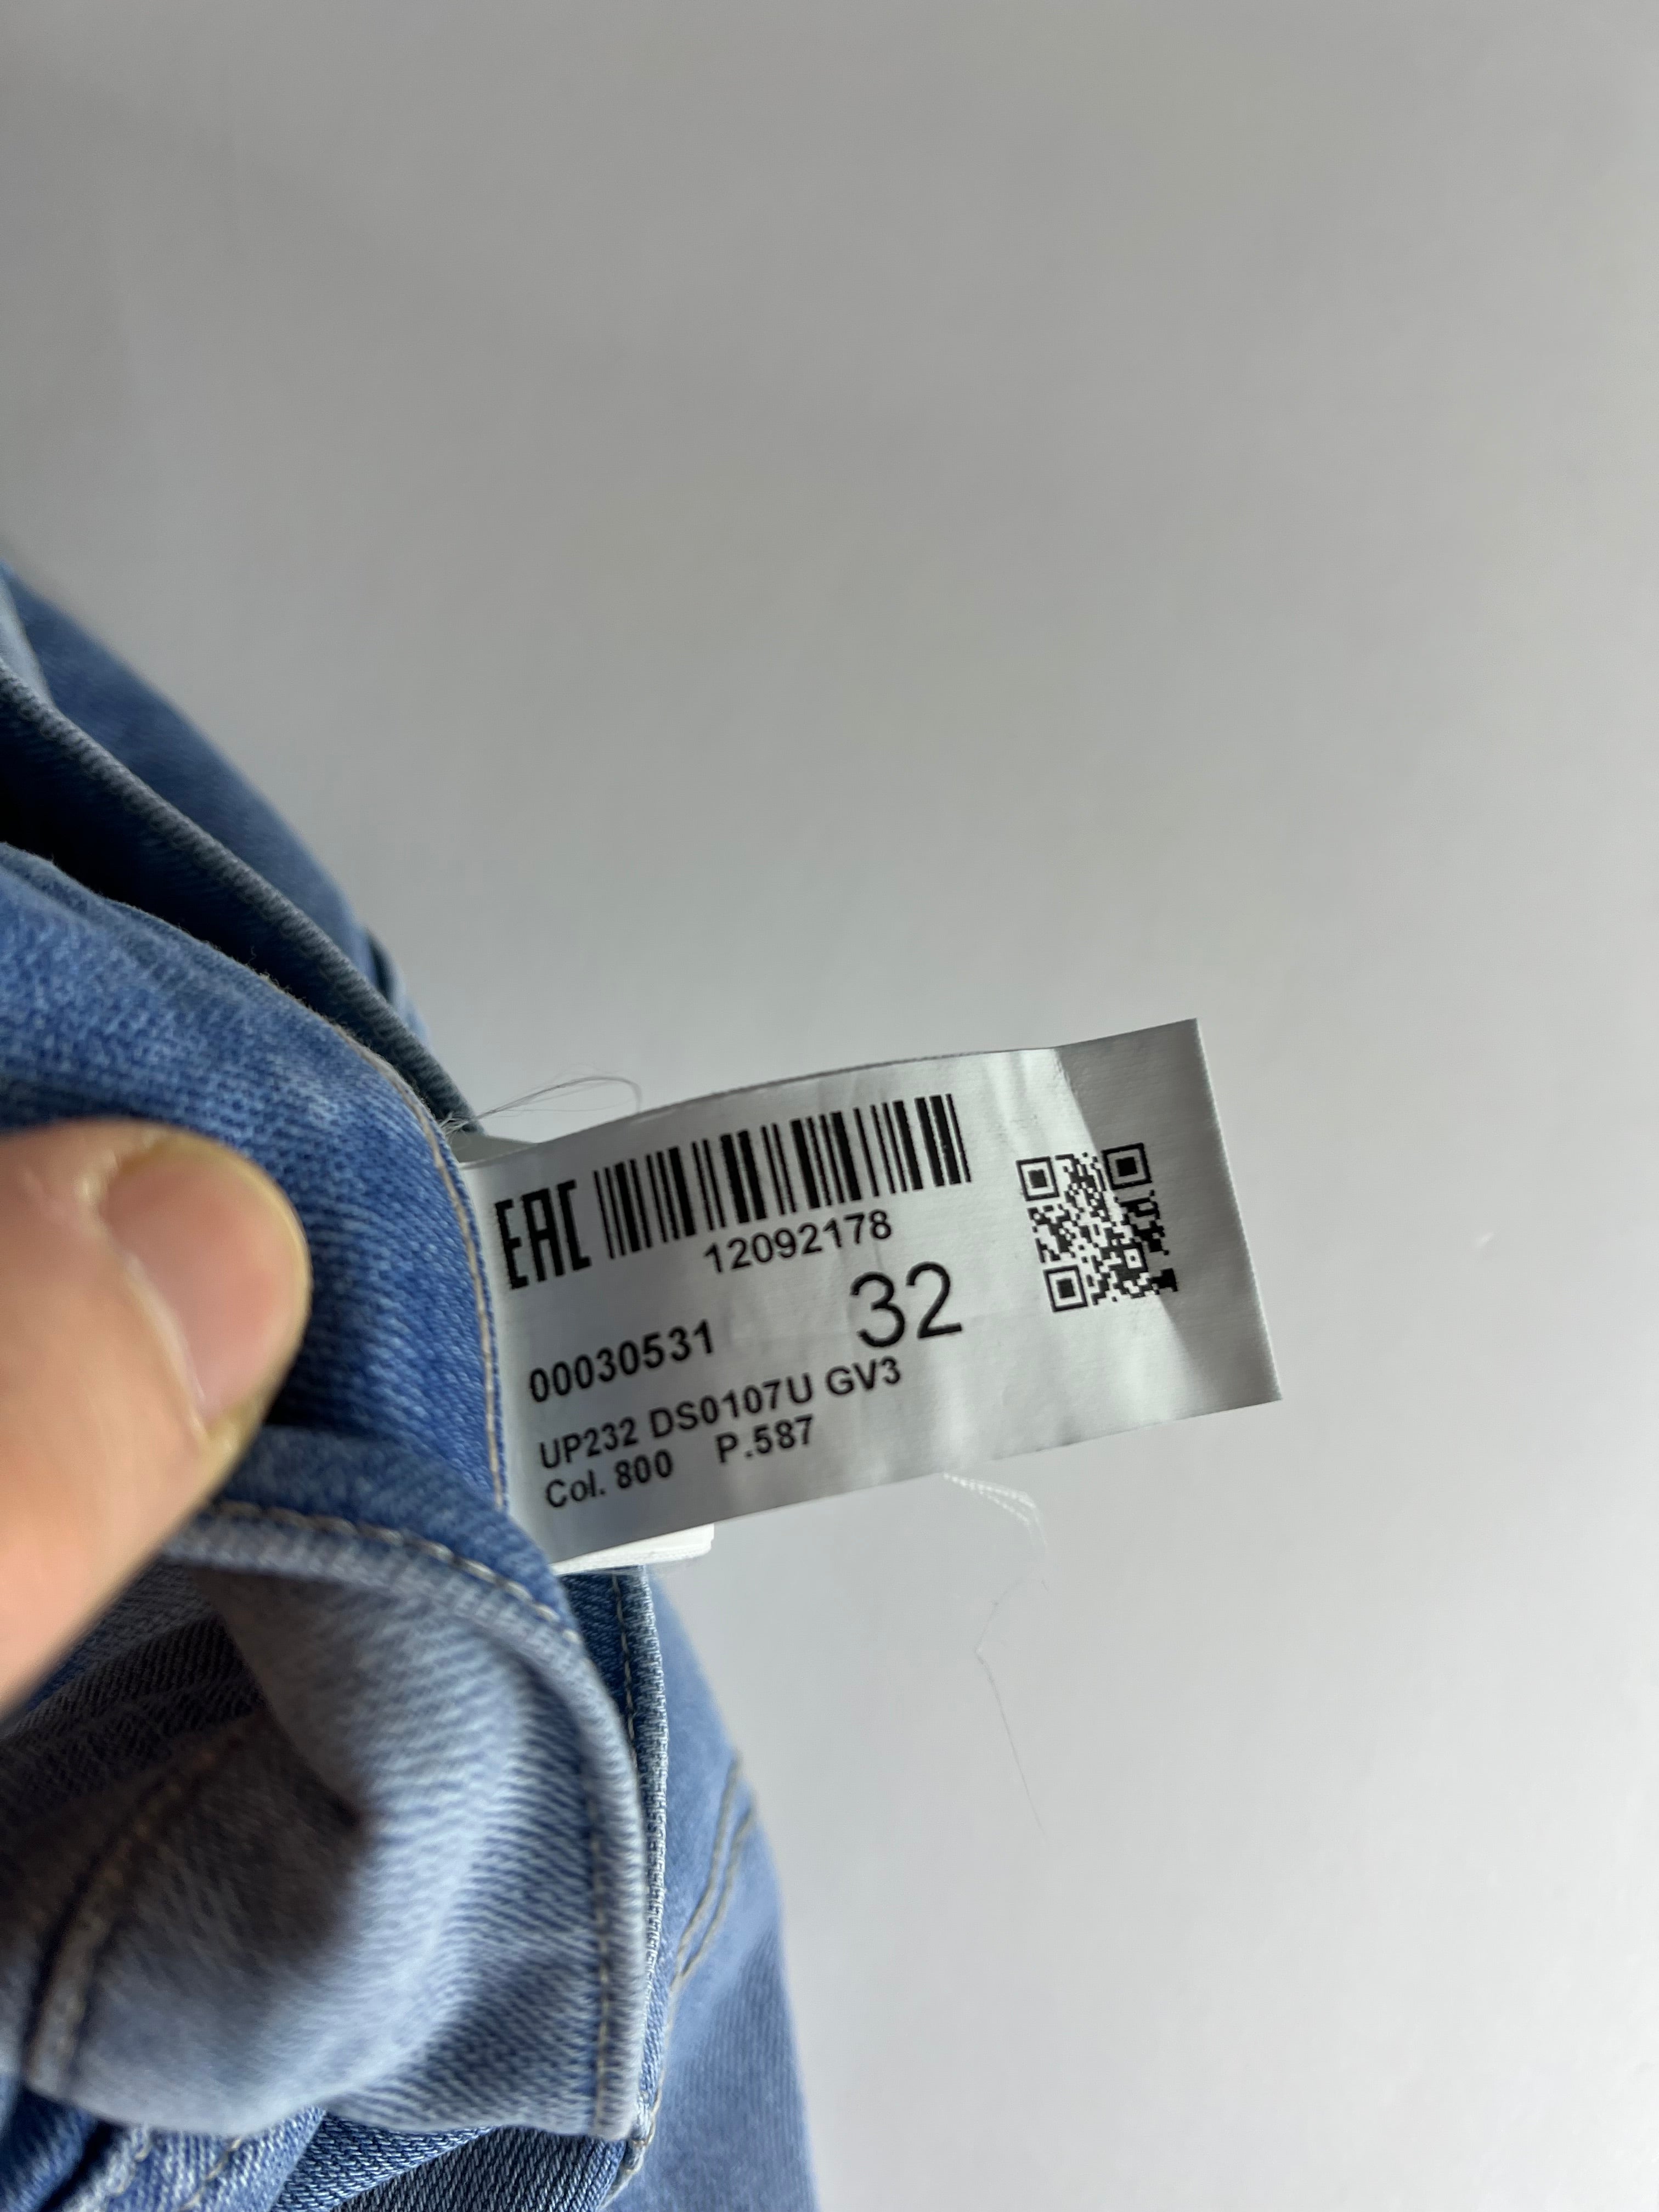 EAC
12092178
32
00030531
UP232 DS0107U GV3
Col. 800 P.587